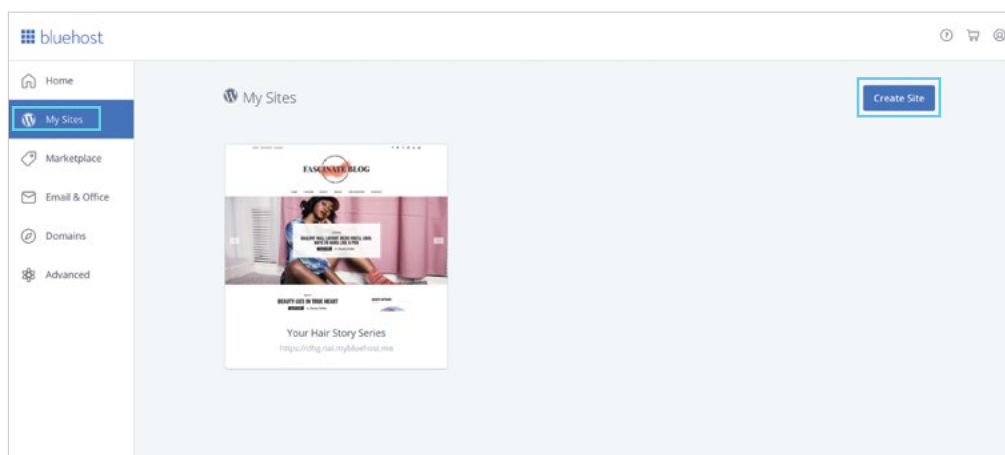 bluehost
Home
My Sites
Marketplace
Email & Office
Domains
Advanced
My Sites
Create Site
FASCINATE BLOG
BEAUTY LIES IN TRUE HEART
Your Hair Story Series